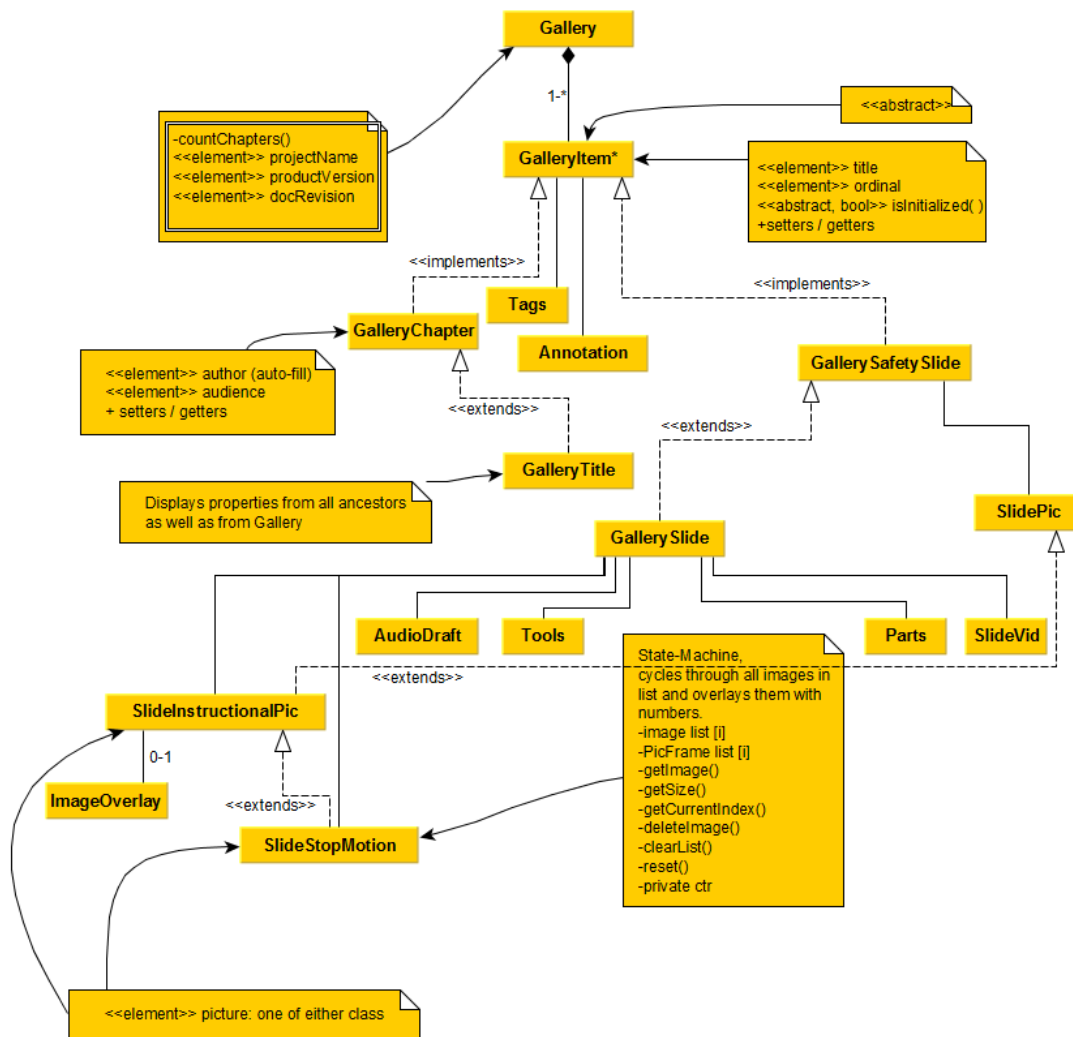 Gallery
1-*
<<abstract>>
-countChapters()
<<element>> projectName
<<element>> productVersion
<<element>> docRevision
GalleryItem*
<<element>> title
<<element>> ordinal
<<abstract, bool>> isInitialized( )
+setters / getters
<<implements>>
<<implements>>
Tags
GalleryChapter
Annotation
GallerySafetySlide
<<element>> author (auto-fill)
<<element>> audience
+ setters / getters
<<extends>>
<<extends>>
GalleryTitle
Displays properties from all ancestors
as well as from Gallery
SlidePic
GallerySlide
AudioDraft
Tools
Parts
SlideVid
State-Machine,
cycles through all images in
list and overlays them with
numbers.
-image list [i]
-PicFrame list [i]
-getImage()
-getSize()
-getCurrentIndex()
-deleteImage()
-clearList()
-reset()
-private ctr
<<extends>>
SlideInstructionalPic
0-1
ImageOverlay
<<extends>>
SlideStopMotion
<<element>> picture: one of either class